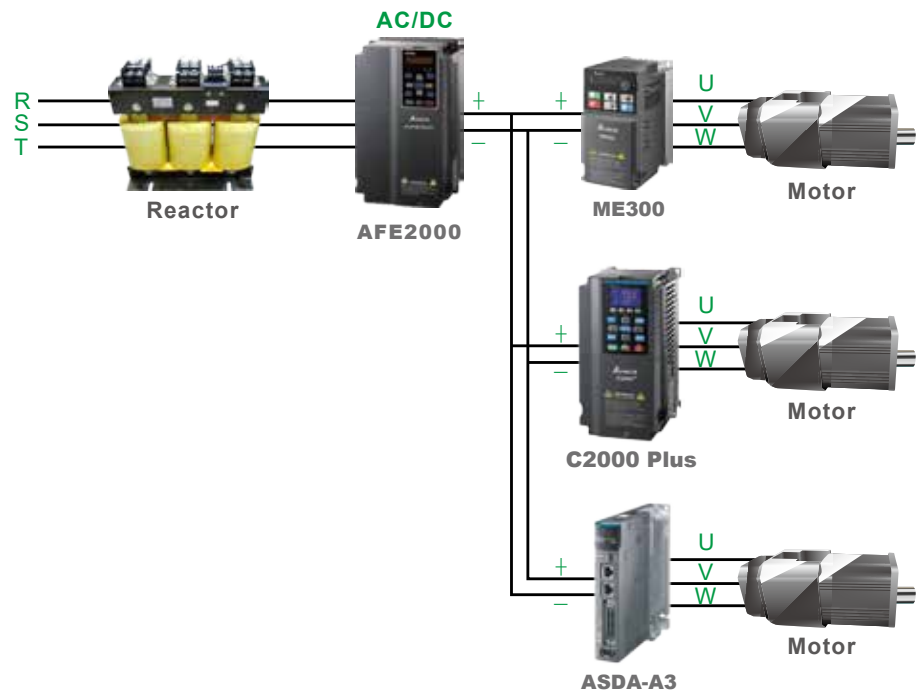 AC/DC
R
S
T
+
−
Reactor
AFE2000
+
−
U
V
W
ME300
Motor
+
−
U
V
W
C2000 Plus
Motor
+
−
U
V
W
ASDA-A3
Motor